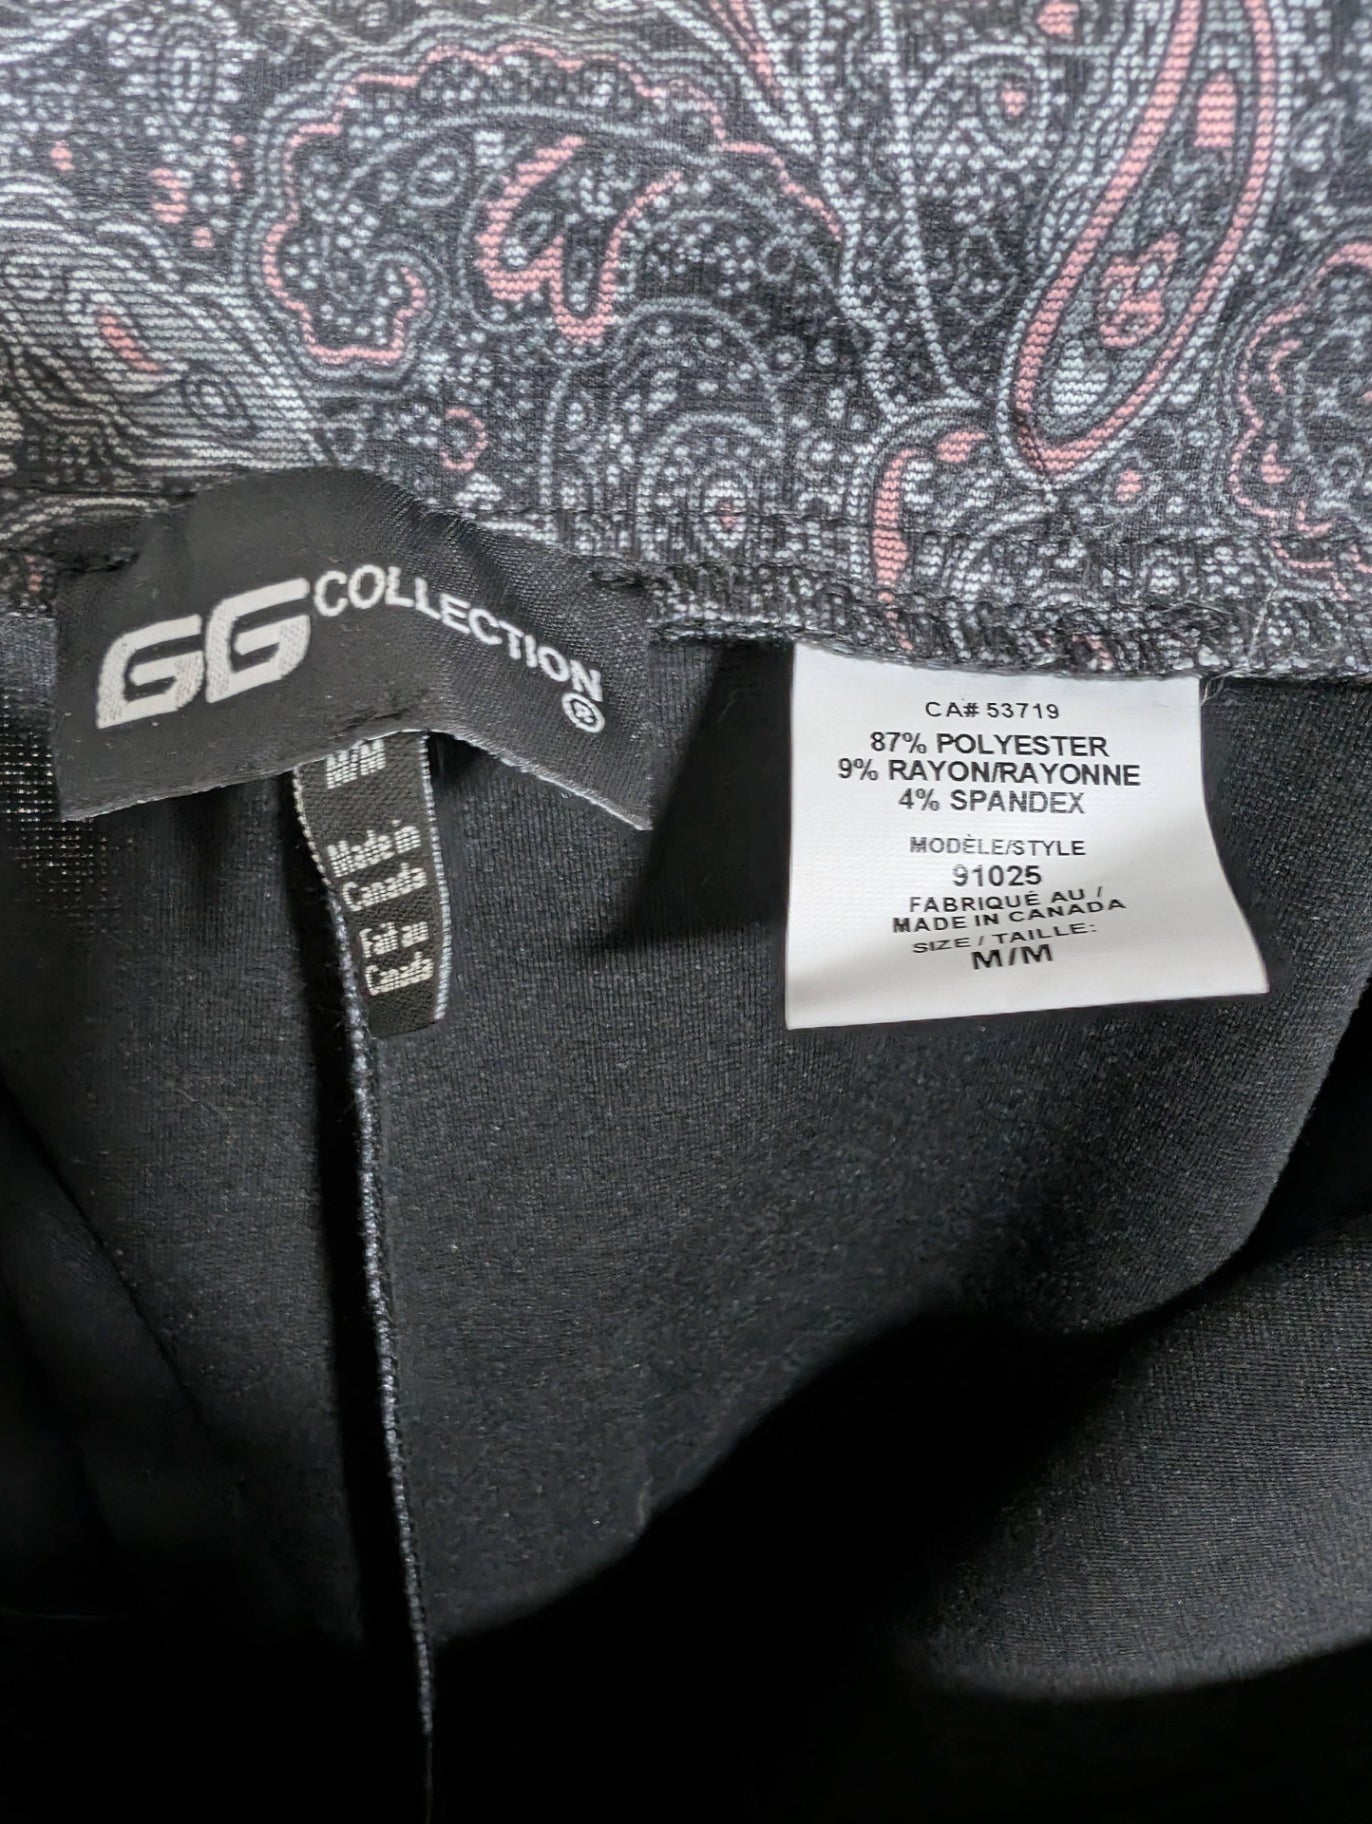 GG COLLECTION ®
M/M
Made in
Canada
Fait au
Canada
CA# 53719
87% POLYESTER
9% RAYON/RAYONNE
4% SPANDEX
MODÈLE/STYLE
91025
FABRIQUÉ AU /
MADE IN CANADA
SIZE / TAILLE:
M/M